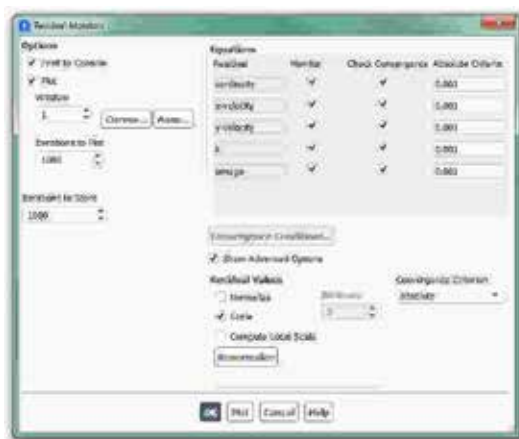 Residual Monitors
Options
Print to Console
Plot
Window
1
Curves... Axes...
Iterations to Plot
1000
Iterations to Store
1000
Equations
Residual Monitor Check Convergence Absolute Criteria
continuity 0.001
x-velocity 0.001
y-velocity 0.001
k 0.001
omega 0.001
Convergence Conditions...
Show Advanced Options
Residual Values
Normalize
Scale
Compute Local Scale
Renormalize
Iterations
5
Convergence Criterion
absolute
OK Plot Cancel Help